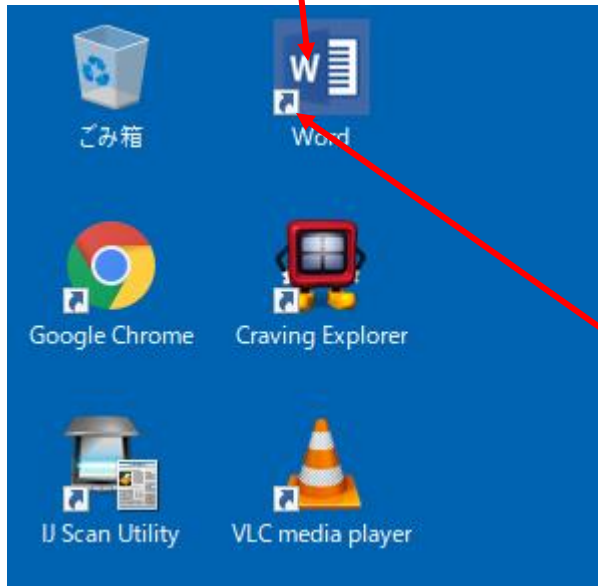 ごみ箱
W
Word
Google Chrome
Craving Explorer
IJ Scan Utility
VLC media player